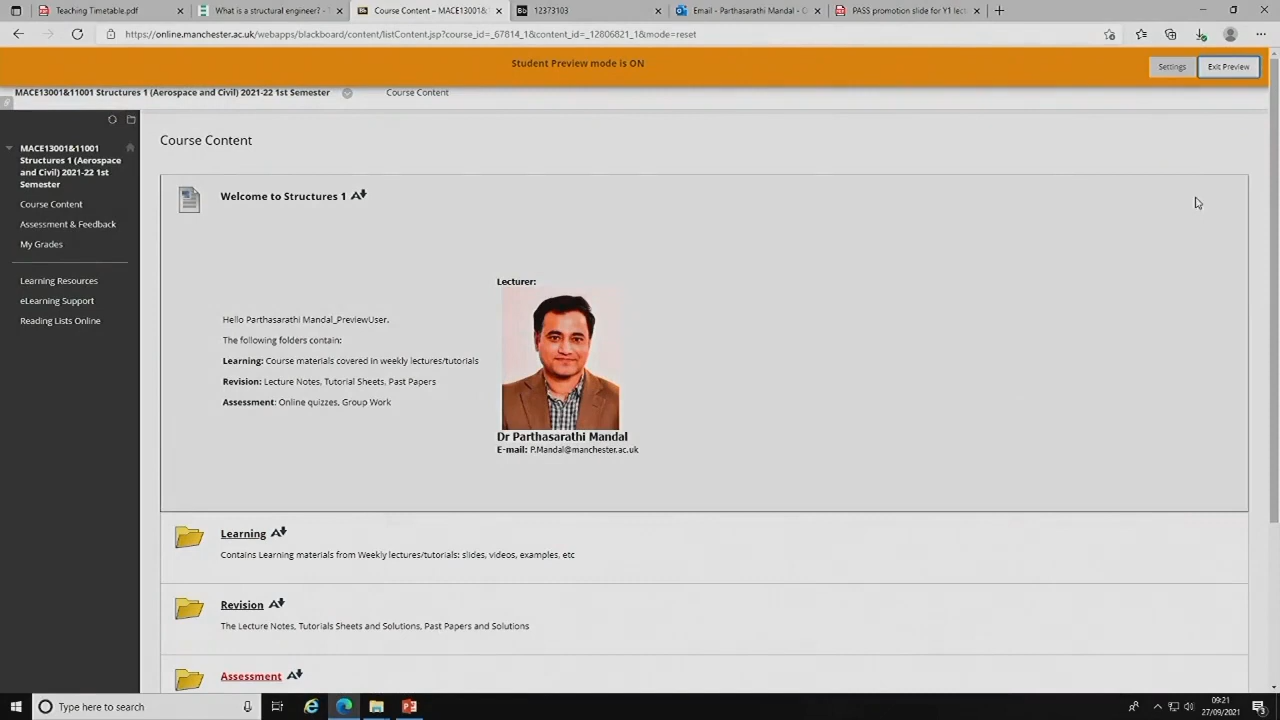 Teaching Timetable.pdf
What is a structural engineer? -
Course Content – MACE13001&
12373103
Email - Parthasarathi Mandal - O
PASS promotion slide for Y1 lect
https://online.manchester.ac.uk/webapps/blackboard/content/listContent.jsp?course_id=_67814_1&content_id=_12806821_1&mode=reset
Student Preview mode is ON
Settings
Exit Preview
MACE13001&11001 Structures 1 (Aerospace and Civil) 2021-22 1st Semester
Course Content
MACE13001&11001
Structures 1 (Aerospace
and Civil) 2021-22 1st
Semester
Course Content
Assessment & Feedback
My Grades
Learning Resources
eLearning Support
Reading Lists Online
Course Content
Welcome to Structures 1
Lecturer:
Hello Parthasarathi Mandal_PreviewUser.
The following folders contain:
Learning: Course materials covered in weekly lectures/tutorials
Revision: Lecture Notes, Tutorial Sheets, Past Papers
Assessment: Online quizzes, Group Work
Dr Parthasarathi Mandal
E-mail: P.Mandal@manchester.ac.uk
Learning
Contains Learning materials from Weekly lectures/tutorials: slides, videos, examples, etc
Revision
The Lecture Notes, Tutorials Sheets and Solutions, Past Papers and Solutions
Assessment
Type here to search
09:21
27/09/2021